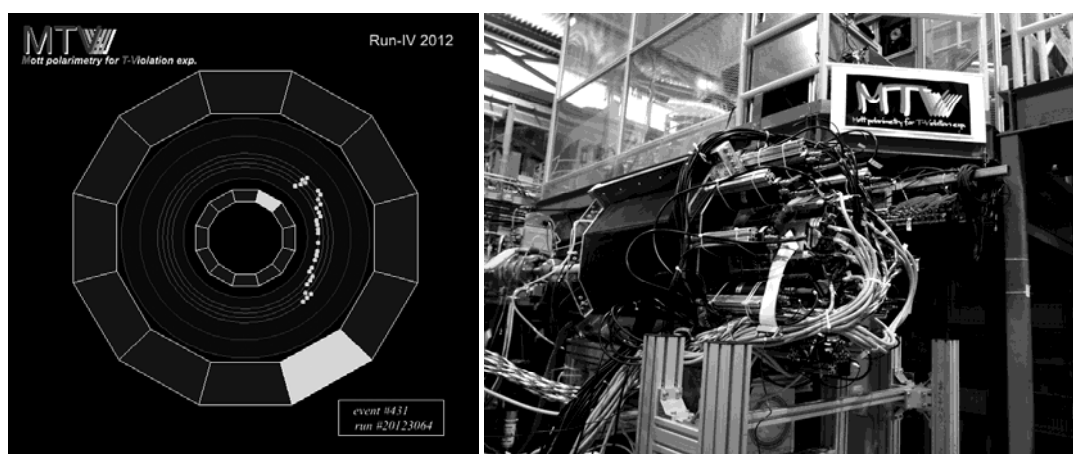 MTV
Mott polarimetry for T-Violation exp.
Run-IV 2012
event #431
run #20123064
MTV
Mott polarimetry for T-Violation exp.